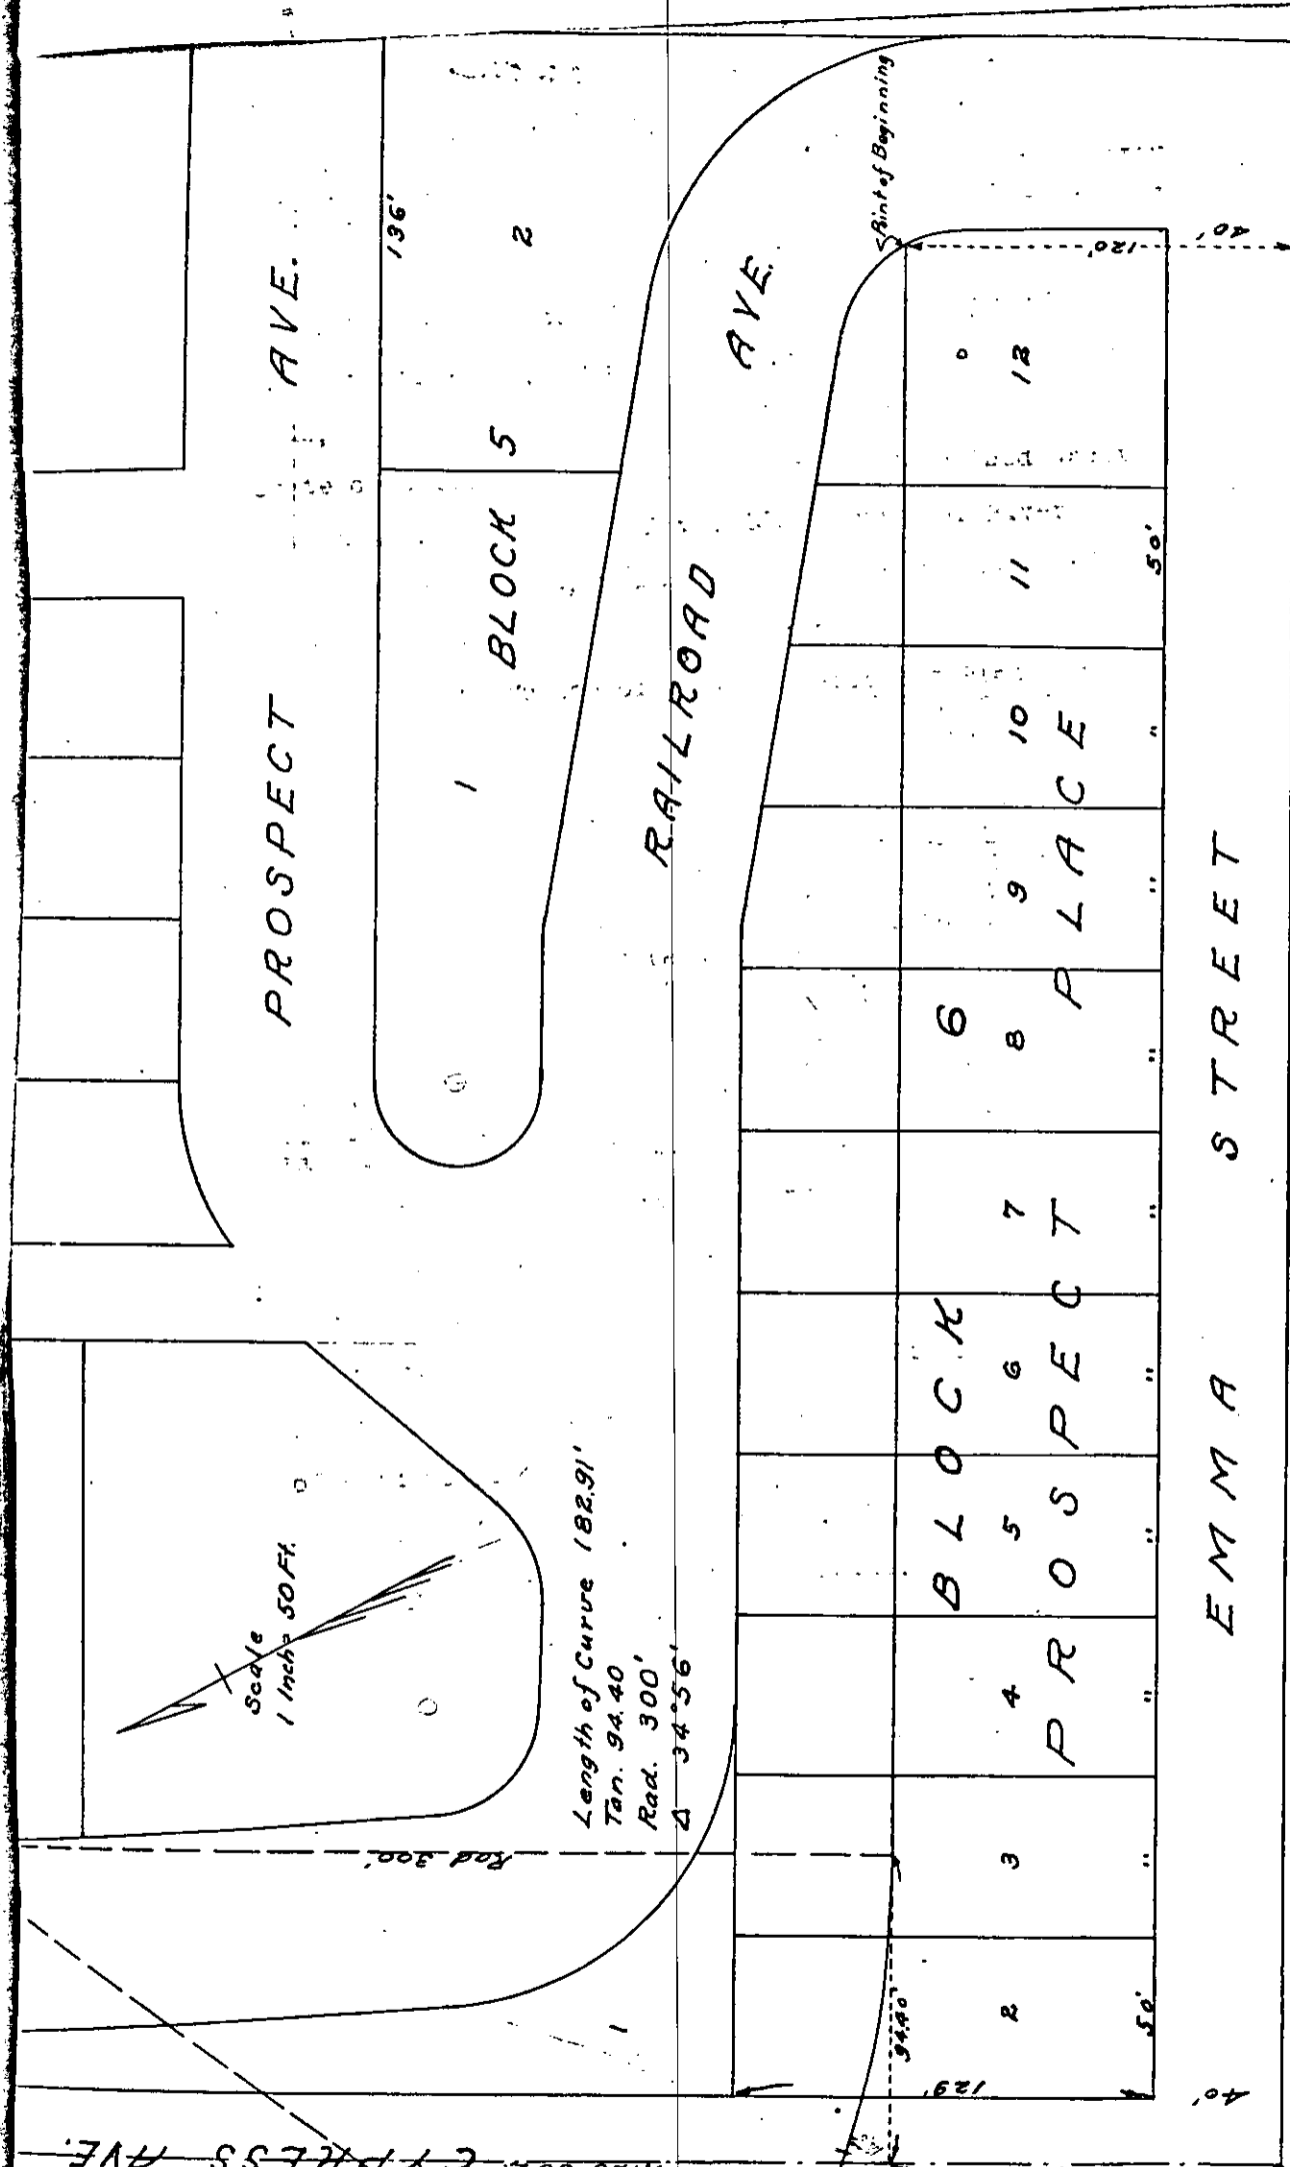 PROSPECT AVE.
136'
2
BLOCK 5
1
RAILROAD AVE.
Point of Beginning
120'
40'
Scale
1 Inch = 50 Ft.
Length of Curve 182.91'
Tan. 94.40
Rad. 300'
Δ 34°56'
Rad 300'
1
BLOCK 6
2 3 4 5 6 7 8 9 10 11 12
PROSPECT PLACE
94.40'
129'
50' " " " " " " " " 50'
40'
EMMA STREET
CYPRESS AVE.